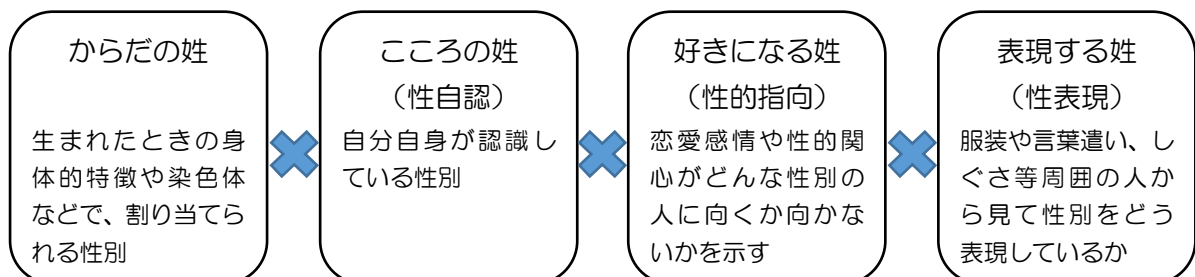 からだの姓
生まれたときの身
体的特徴や染色体
などで、割り当てら
れる性別
こころの姓
（性自認）
自分自身が認識し
ている性別
好きになる姓
（性的指向）
恋愛感情や性的関
心がどんな性別の
人に向くか向かな
いかを示す
表現する姓
（性表現）
服装や言葉遣い、し
ぐさ等周囲の人か
ら見て性別をどう
表現しているか